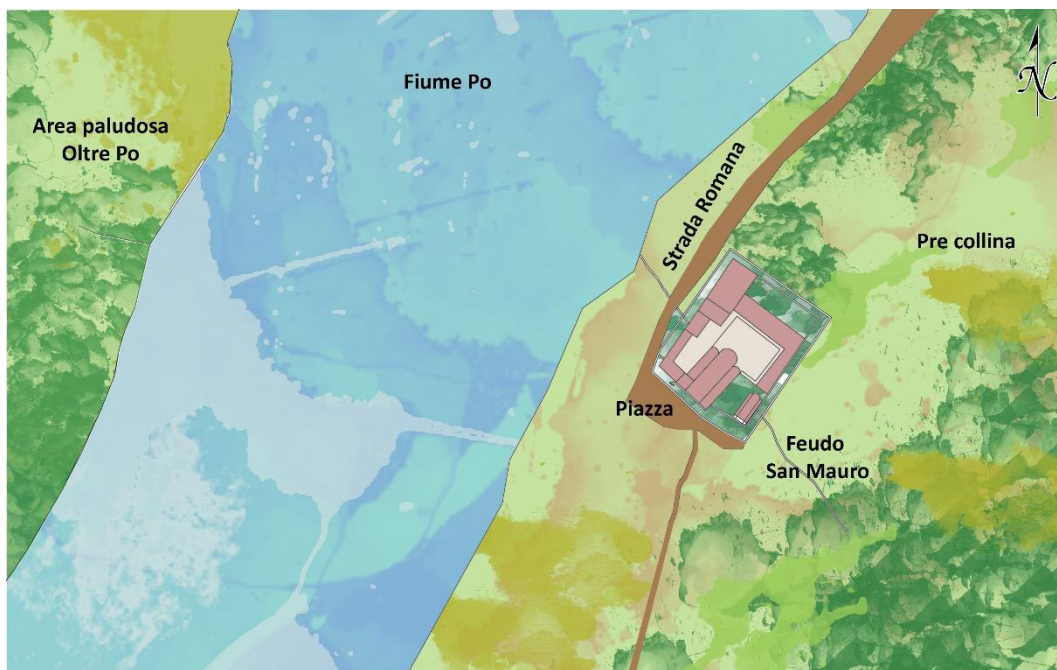 Fiume Po
N
Area paludosa
Oltre Po
Strada Romana
Pre collina
Piazza
Feudo
San Mauro